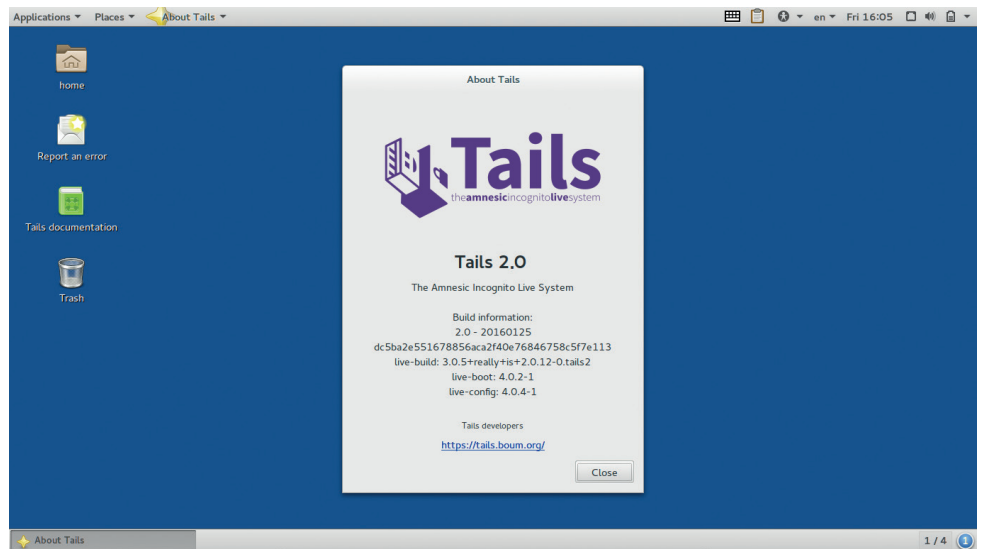 Applications Places About Tails en Fri 16:05
home
Report an error
Tails documentation
Trash
About Tails
Tails
theamnesicincognitolivesystem
Tails 2.0
The Amnesic Incognito Live System
Build information:
2.0 - 20160125
dc5ba2e551678856aca2f40e76846758c5f7e113
live-build: 3.0.5+really+is+2.0.12-0.tails2
live-boot: 4.0.2-1
live-config: 4.0.4-1
Tails developers
https://tails.boum.org/
Close
About Tails 1 / 4 1